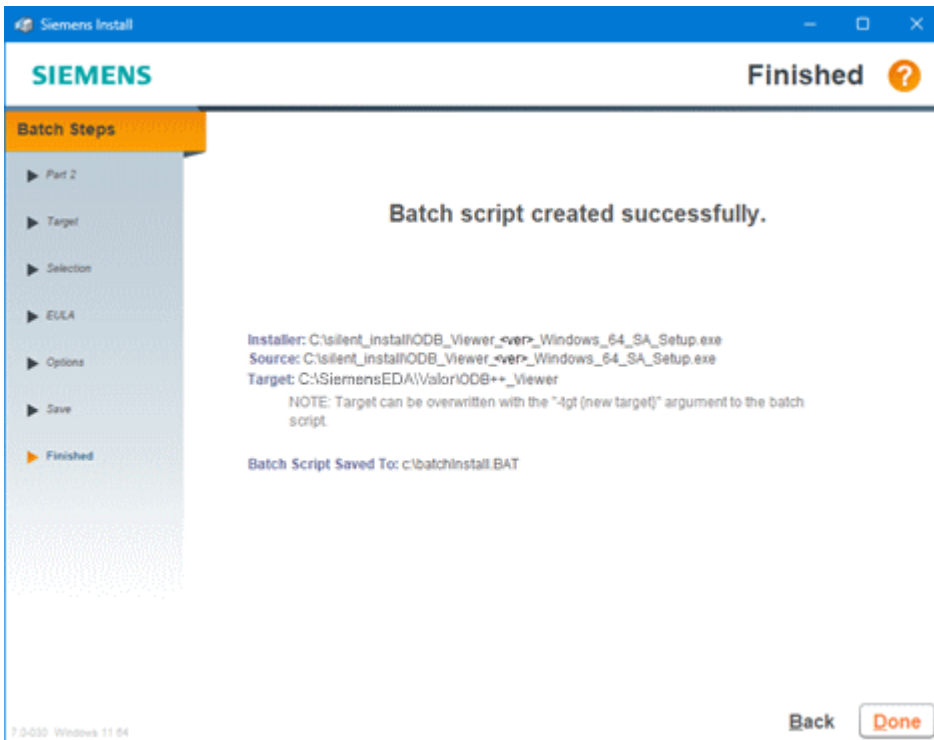 Siemens Install
SIEMENS
Finished
?
Batch Steps
Part 2
Target
Selection
EULA
Options
Save
Finished
Batch script created successfully.
Installer: C:\silent_install\ODB_Viewer_<ver>_Windows_64_SA_Setup.exe
Source: C:\silent_install\ODB_Viewer_<ver>_Windows_64_SA_Setup.exe
Target: C:\SiemensEDA\Valor\ODB++_Viewer
NOTE: Target can be overwritten with the "-tgt {new target}" argument to the batch
script.
Batch Script Saved To: c:\batchInstall.BAT
Back
Done
7.0-030 Windows 11 64